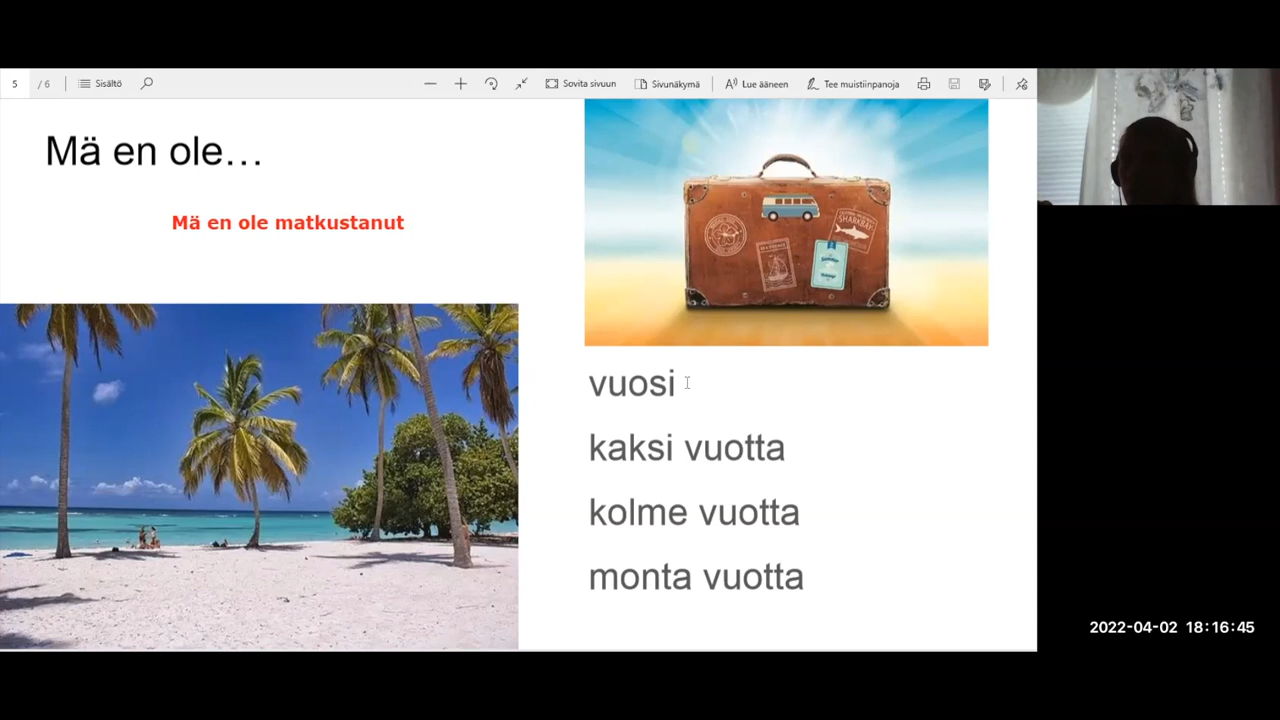 5 / 6 Sisältö Sovita sivuun Sivunäkymä Lue ääneen Tee muistiinpanoja
Mä en ole...
Mä en ole matkustanut
SHARKBAY
vuosi
kaksi vuotta
kolme vuotta
monta vuotta
2022-04-02 18:16:45